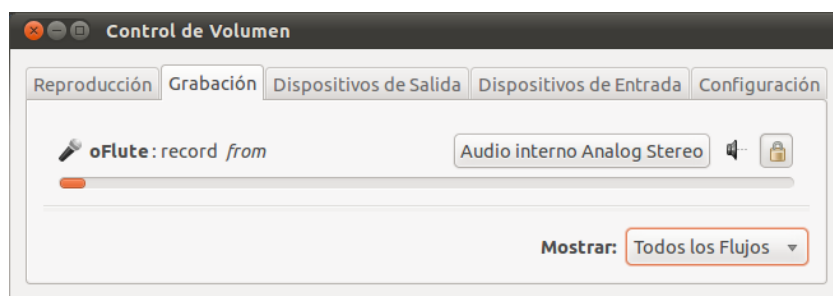 Control de Volumen
Reproducción Grabación Dispositivos de Salida Dispositivos de Entrada Configuración
oFlute: record from Audio interno Analog Stereo
Mostrar: Todos los Flujos